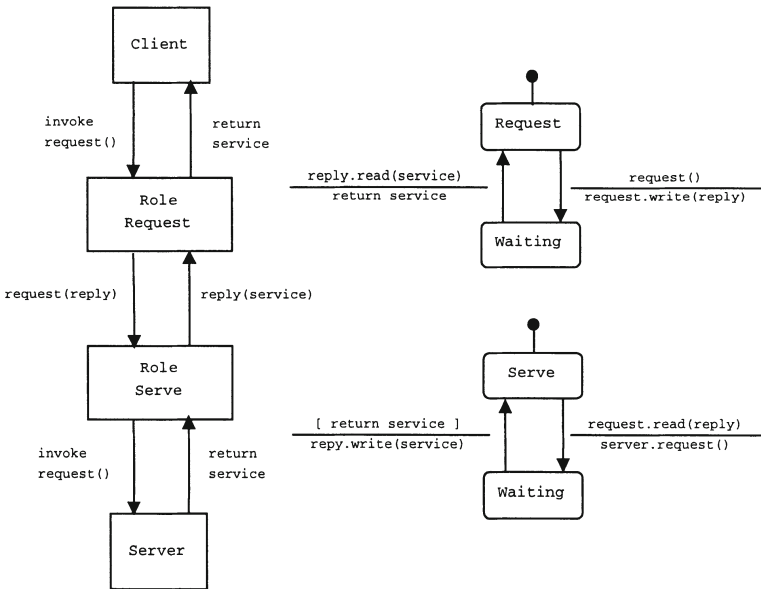 Client
invoke
request()
return
service
Role
Request
request(reply)
reply(service)
Role
Serve
invoke
request()
return
service
Server
Request
reply.read(service)
return service
request()
request.write(reply)
Waiting
Serve
[ return service ]
repy.write(service)
request.read(reply)
server.request()
Waiting